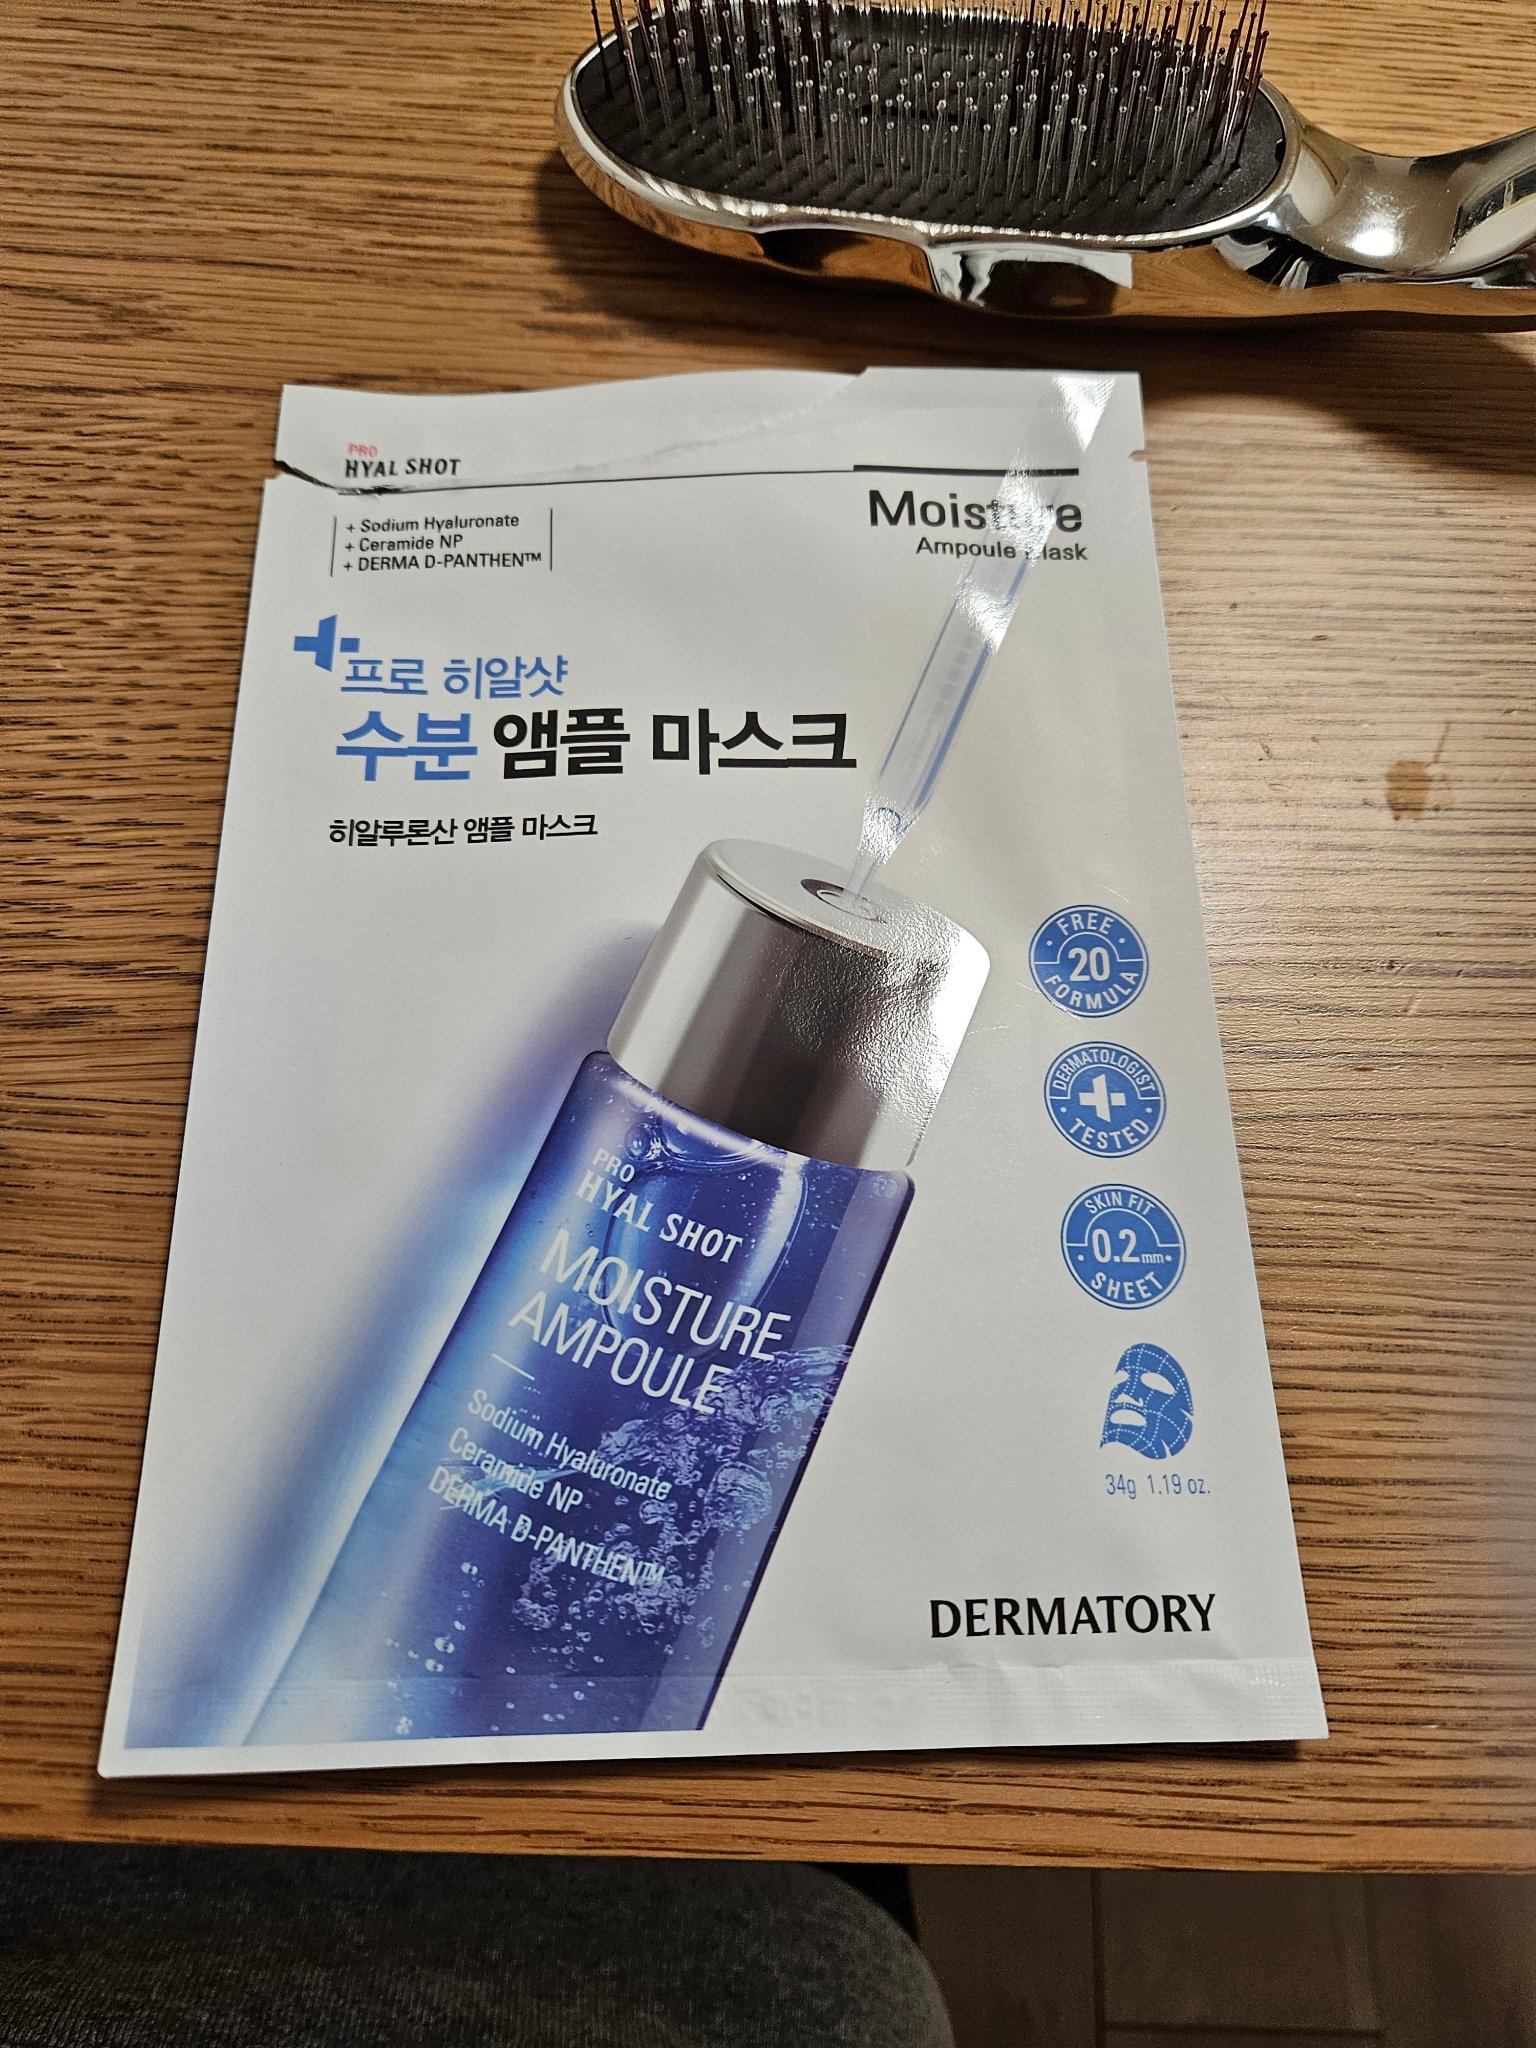 PRO
HYAL SHOT
+ Sodium Hyaluronate
+ Ceramide NP
+ DERMA D-PANTHEN™
Moisture
Ampoule Mask
프로 히알샷
수분 앰플 마스크
히알루론산 앰플 마스크
FREE
20
FORMULA
DERMATOLOGIST
TESTED
SKIN FIT
0.2mm
SHEET
34g 1.19 oz.
PRO
HYAL SHOT
MOISTURE
AMPOULE
Sodium Hyaluronate
Ceramide NP
DERMA D-PANTHEN™
DERMATORY